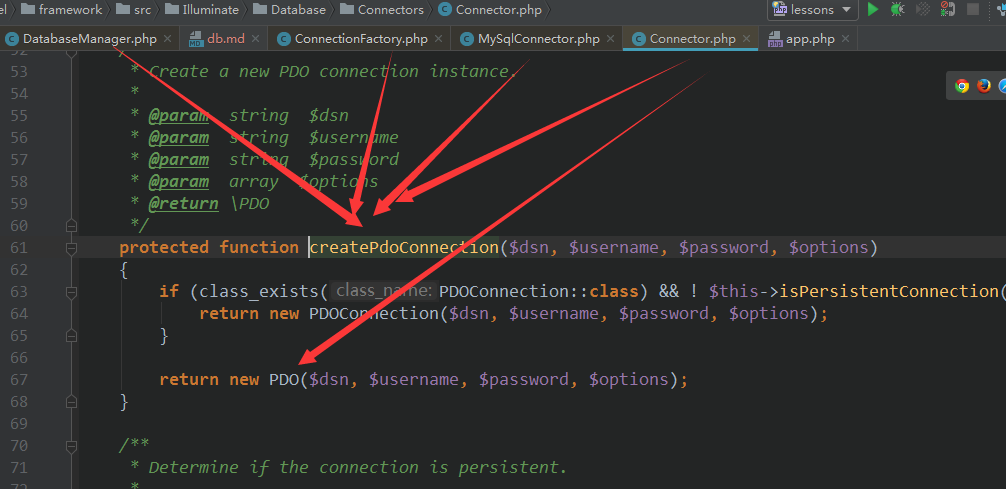 framework src Illuminate Database Connectors Connector.php lessons
DatabaseManager.php db.md ConnectionFactory.php MySqlConnector.php Connector.php app.php
53 * Create a new PDO connection instance.
54 *
55 * @param string $dsn
56 * @param string $username
57 * @param string $password
58 * @param array $options
59 * @return \PDO
60 */
61 protected function createPdoConnection($dsn, $username, $password, $options)
62 {
63 if (class_exists( class_name: PDOConnection::class) && ! $this->isPersistentConnection(
64 return new PDOConnection($dsn, $username, $password, $options);
65 }
66
67 return new PDO($dsn, $username, $password, $options);
68 }
69
70 /**
71 * Determine if the connection is persistent.
72 *